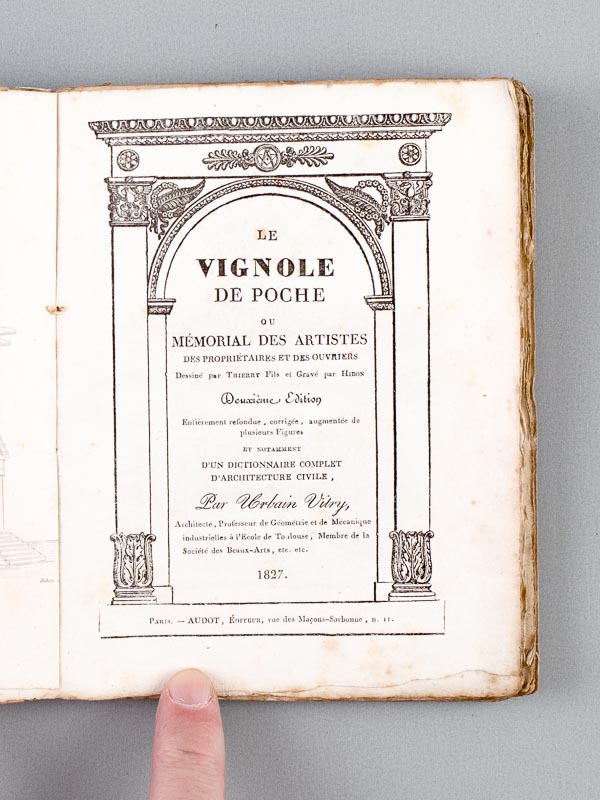 LE
VIGNOLE
DE POCHE
OU
MÉMORIAL DES ARTISTES
DES PROPRIÉTAIRES ET DES OUVRIERS
Dessiné par THIERRY Fils et Gravé par HIBON
Deuxième Edition
Entièrement refondue, corrigée, augmentée de
plusieurs Figures
ET NOTAMMENT
D'UN DICTIONNAIRE COMPLET
D'ARCHITECTURE CIVILE,
Par Urbain Vitry,
Architecte, Professeur de Géométrie et de Mécanique
industrielles à l'Ecole de Toulouse, Membre de la
Société des Beaux-Arts, etc. etc.
1827.
PARIS. — AUDOT, ÉDITEUR, rue des Maçons-Sorbonne, n. 11.